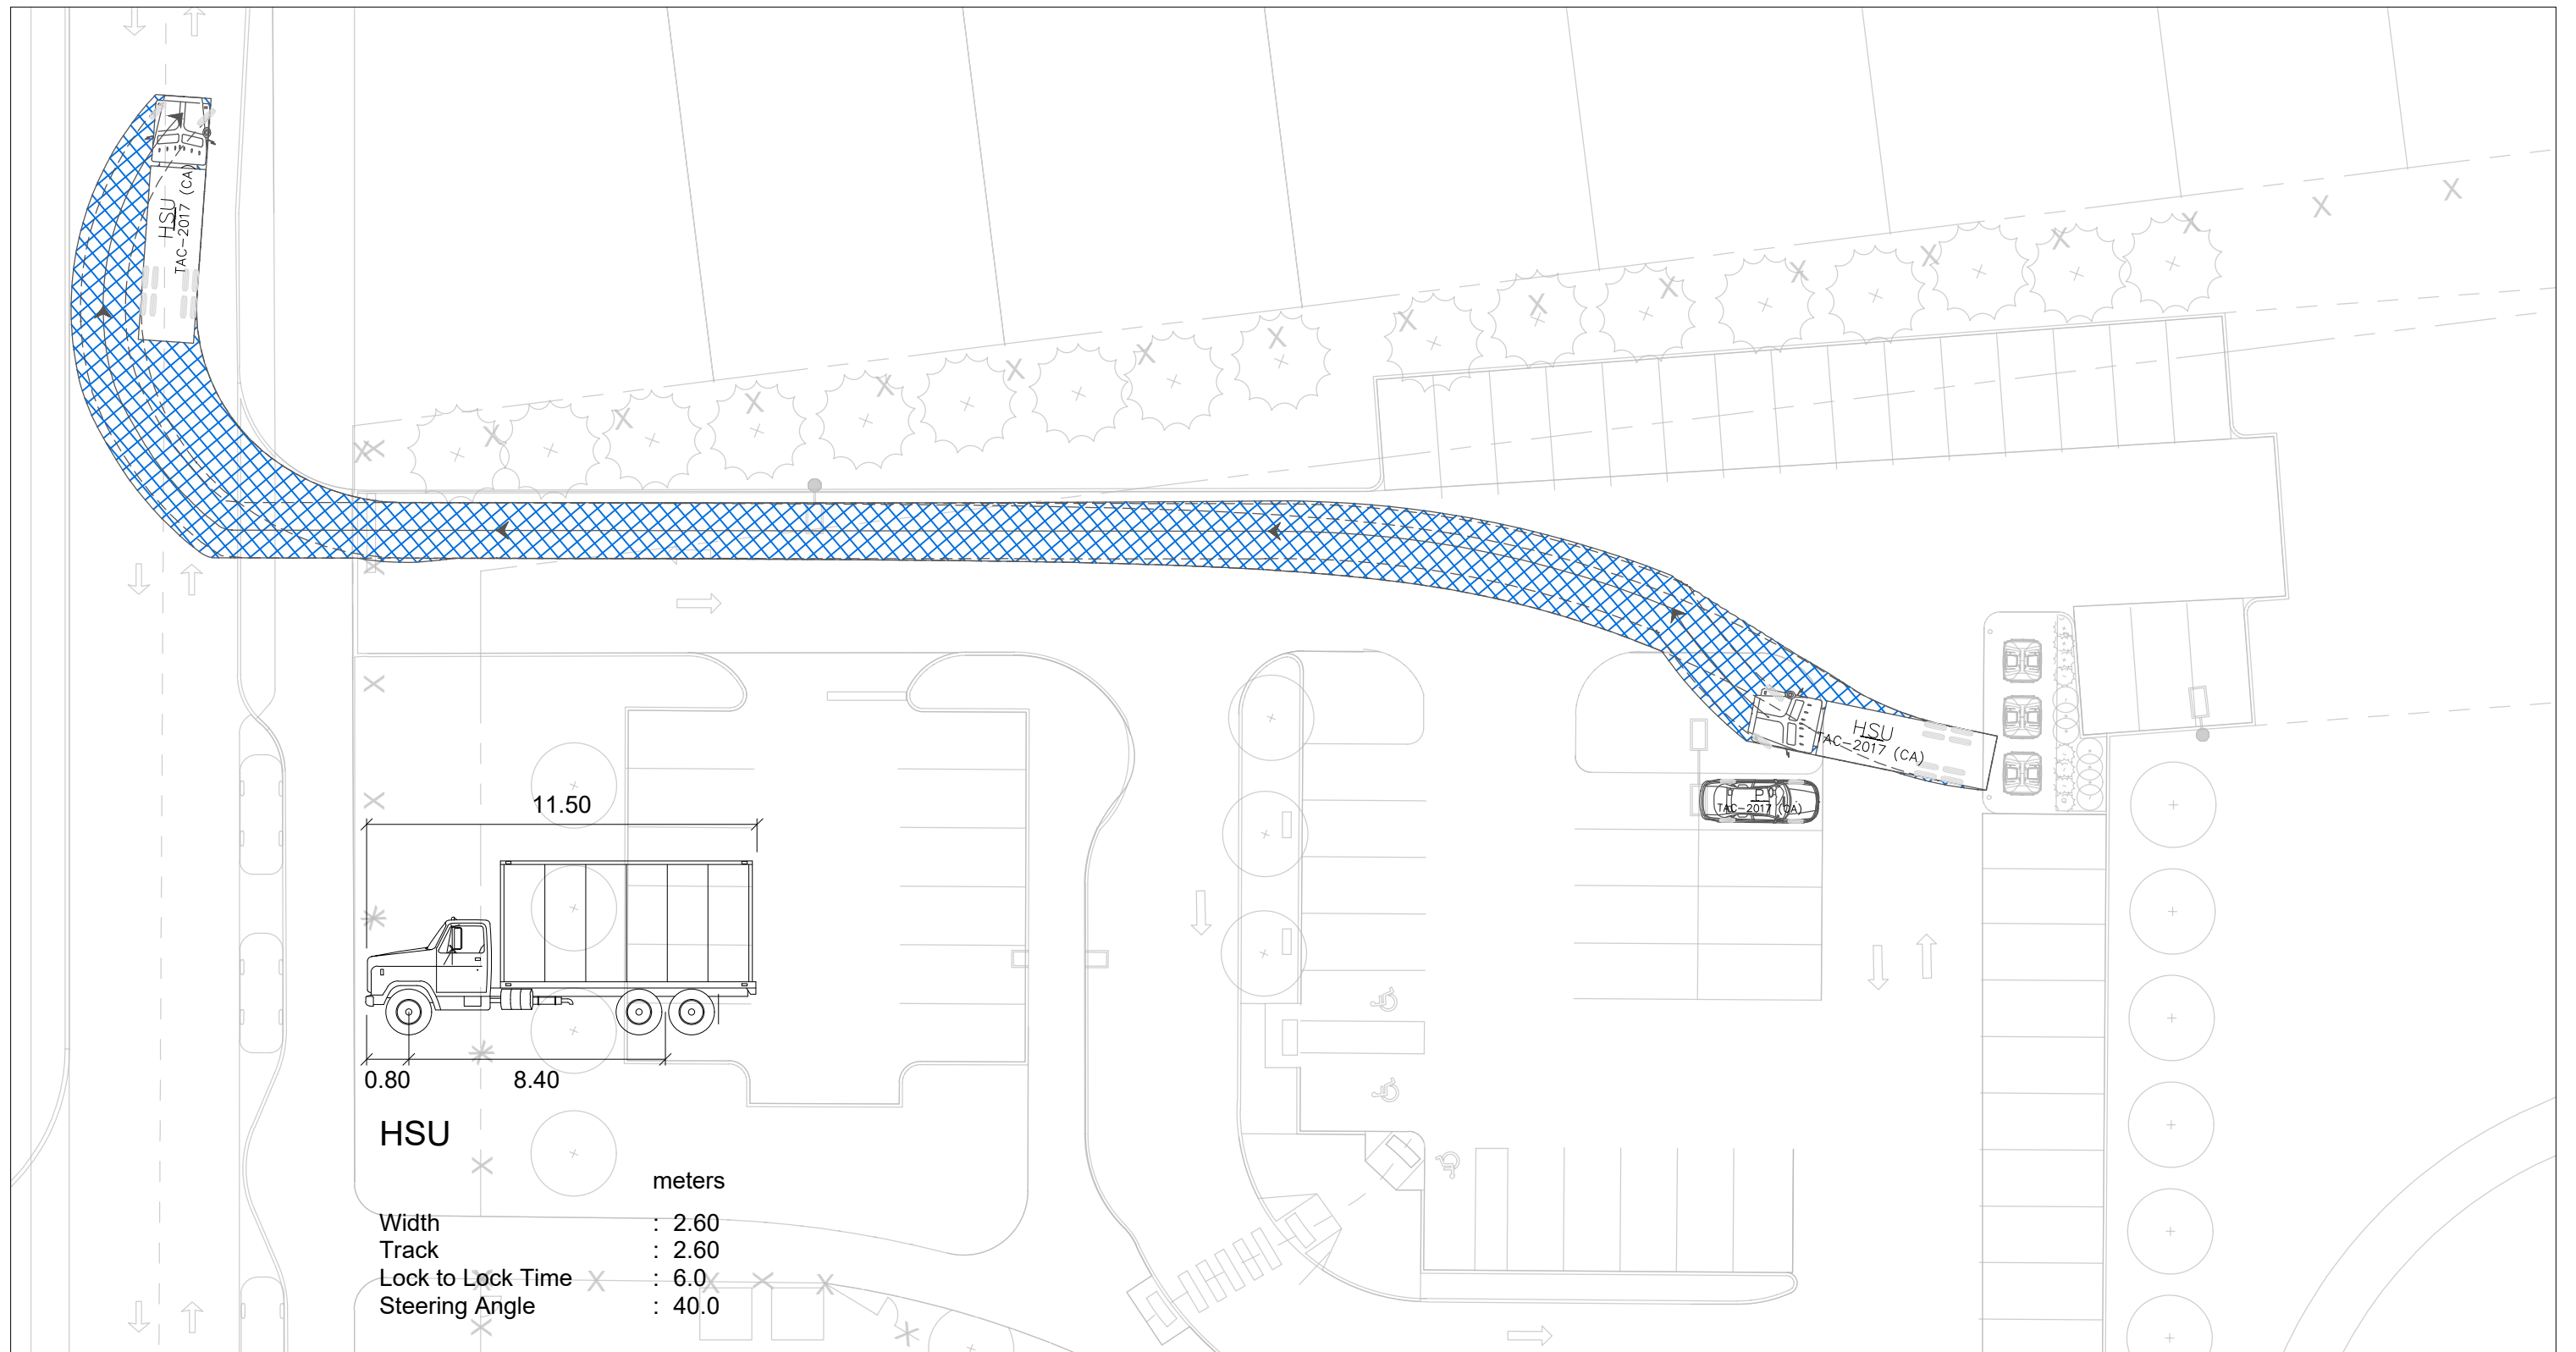 HSU
TAC-2017 (CA)
HSU
TAC-2017 (CA)
P
TAC-2017 (CA)
11.50
0.80
8.40
HSU
meters
Width : 2.60
Track : 2.60
Lock to Lock Time : 6.0
Steering Angle : 40.0